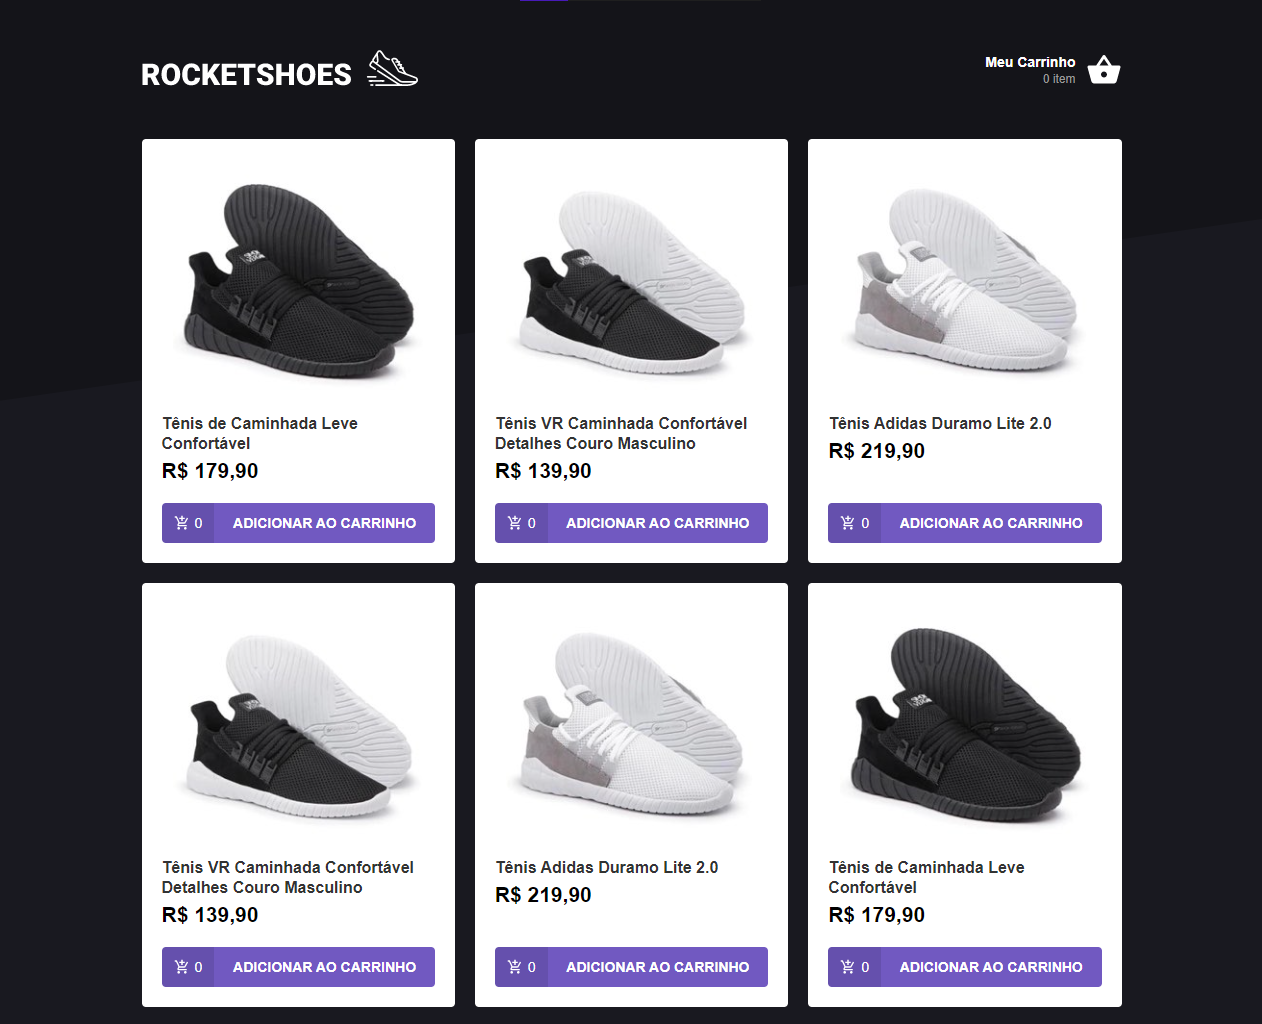 ROCKETSHOES
Meu Carrinho
0 item
Tênis de Caminhada Leve
Confortável
R$ 179,90
0 ADICIONAR AO CARRINHO
Tênis VR Caminhada Confortável
Detalhes Couro Masculino
R$ 139,90
0 ADICIONAR AO CARRINHO
Tênis Adidas Duramo Lite 2.0
R$ 219,90
0 ADICIONAR AO CARRINHO
Tênis VR Caminhada Confortável
Detalhes Couro Masculino
R$ 139,90
0 ADICIONAR AO CARRINHO
Tênis Adidas Duramo Lite 2.0
R$ 219,90
0 ADICIONAR AO CARRINHO
Tênis de Caminhada Leve
Confortável
R$ 179,90
0 ADICIONAR AO CARRINHO